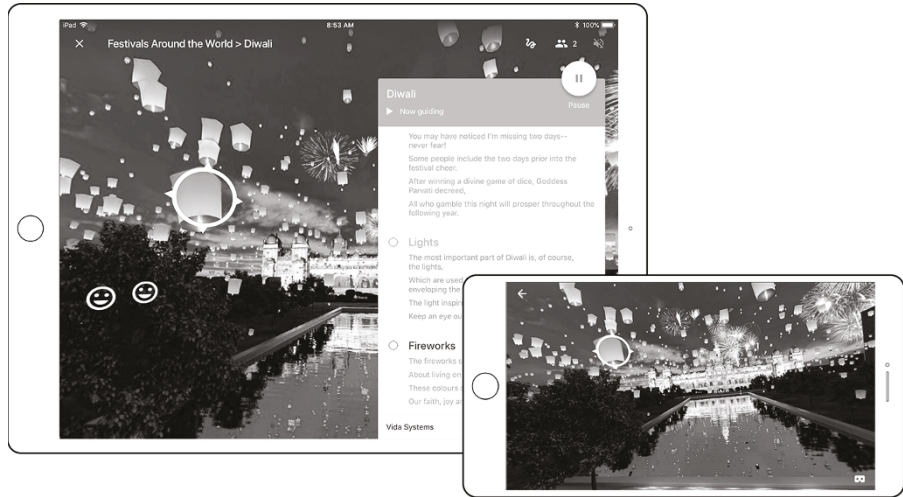 iPad 8:53 AM 100%
Festivals Around the World > Diwali 2
Diwali
Pause
Now guiding
You may have noticed I'm missing two days--
never fear!
Some people include the two days prior into the
festival cheer.
After winning a divine game of dice, Goddess
Parvati decreed,
All who gamble this night will prosper throughout the
following year.
Lights
The most important part of Diwali is, of course,
the lights,
Which are used
enveloping the
The light inspir
Keep an eye ou
Fireworks
The fireworks s
About living on
These colours a
Our faith, joy an
Vida Systems